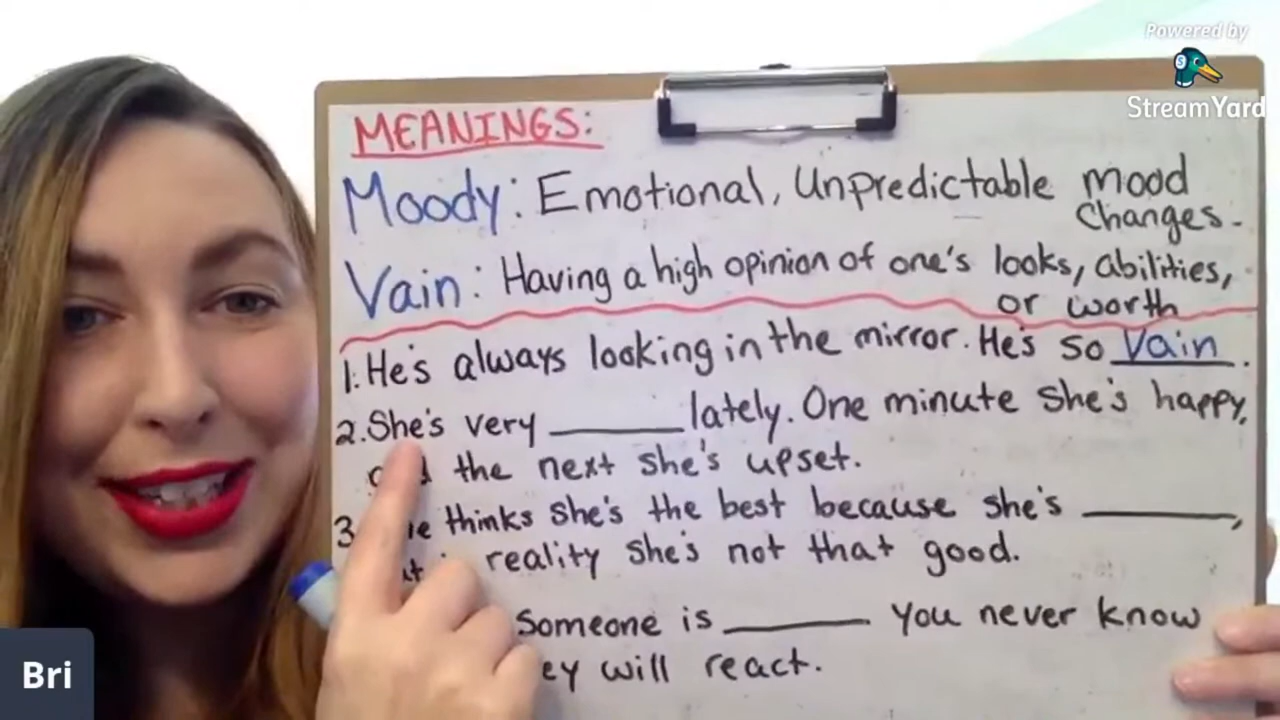 Powered by
StreamYard
MEANINGS:
Moody: Emotional, Unpredictable mood
changes.
Vain: Having a high opinion of one's looks, abilities,
or worth
1. He's always looking in the mirror. He's so Vain.
2. She's very ______ lately. One minute she's happy,
the next she's upset.
3. thinks she's the best because she's ______,
reality she's not that good.
Someone is ______ you never know
will react.
Bri